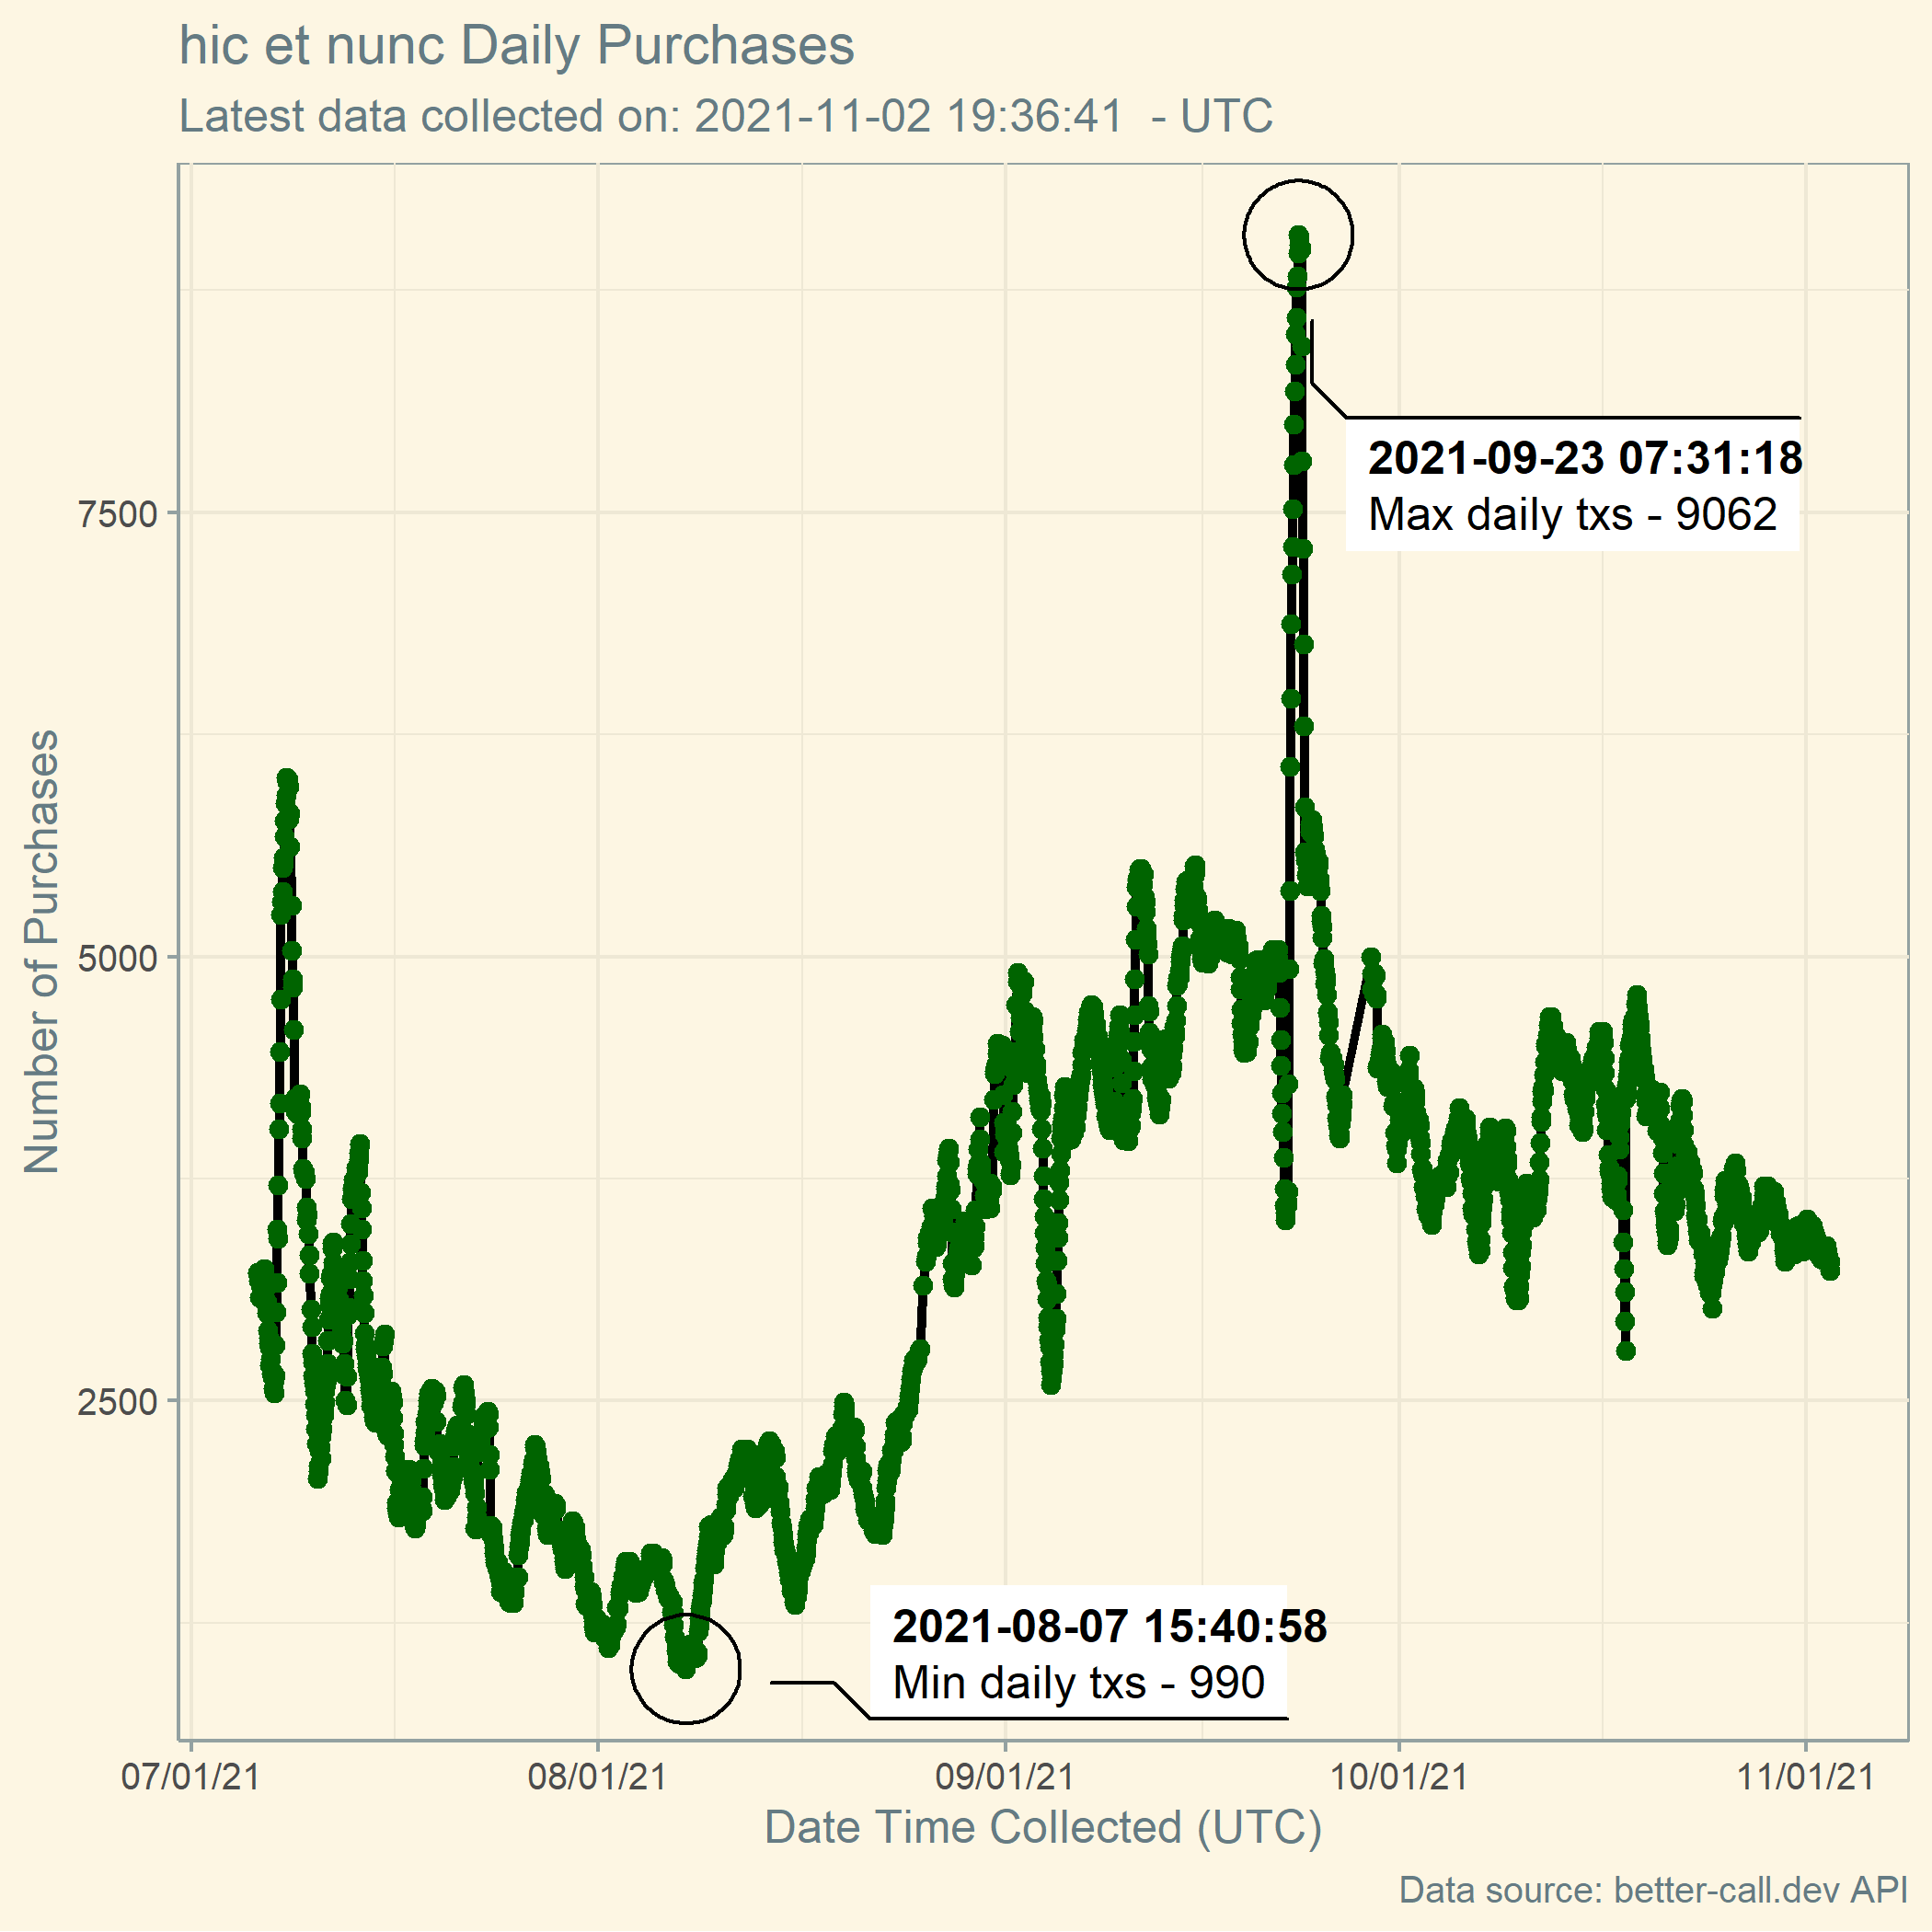 hic et nunc Daily Purchases
Latest data collected on: 2021-11-02 19:36:41  - UTC
Number of Purchases
7500
5000
2500
2021-09-23 07:31:18
Max daily txs - 9062
2021-08-07 15:40:58
Min daily txs - 990
07/01/21 08/01/21 09/01/21 10/01/21 11/01/21
Date Time Collected (UTC)
Data source: better-call.dev API